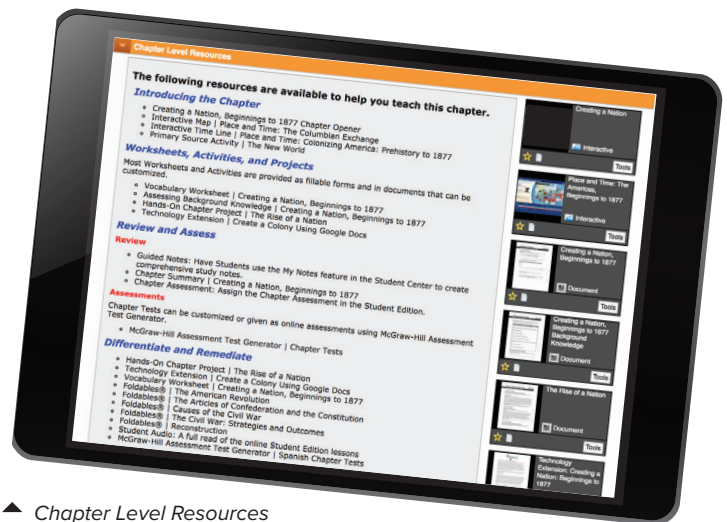 Chapter Level Resources
The following resources are available to help you teach this chapter.
Introducing the Chapter
Creating a Nation, Beginnings to 1877 Chapter Opener
Interactive Map | Place and Time: The Columbian Exchange
Interactive Time Line | Place and Time: Colonizing America: Prehistory to 1877
Primary Source Activity | The New World
Worksheets, Activities, and Projects
Most Worksheets and Activities are provided as fillable forms and in documents that can be
customized.
Vocabulary Worksheet | Creating a Nation, Beginnings to 1877
Assessing Background Knowledge | Creating a Nation, Beginnings to 1877
Hands-On Chapter Project | The Rise of a Nation
Technology Extension | Create a Colony Using Google Docs
Review and Assess
Review
Guided Notes: Have Students use the My Notes feature in the Student Center to create
comprehensive study notes.
Chapter Summary | Creating a Nation, Beginnings to 1877
Chapter Assessment: Assign the Chapter Assessment in the Student Edition.
Assessments
Chapter Tests can be customized or given as online assessments using McGraw-Hill Assessment
Test Generator.
McGraw-Hill Assessment Test Generator | Chapter Tests
Differentiate and Remediate
Hands-On Chapter Project | The Rise of a Nation
Technology Extension | Create a Colony Using Google Docs
Vocabulary Worksheet | Creating a Nation, Beginnings to 1877
Foldables® | The American Revolution
Foldables® | The Articles of Confederation and the Constitution
Foldables® | Causes of the Civil War
Foldables® | The Civil War: Strategies and Outcomes
Foldables® | Reconstruction
Student Audio: A full read of the online Student Edition lessons
McGraw-Hill Assessment Test Generator | Spanish Chapter Tests
Creating a Nation
Interactive
Tools
Place and Time: The
Americas,
Beginnings to 1877
Interactive
Tools
Creating a Nation,
Beginnings to 1877
Document
Tools
Creating a Nation,
Beginnings to 1877
Background
Knowledge
Document
Tools
The Rise of a Nation
Document
Tools
Technology
Extension: Creating a
Nation: Beginnings to
1877
Chapter Level Resources